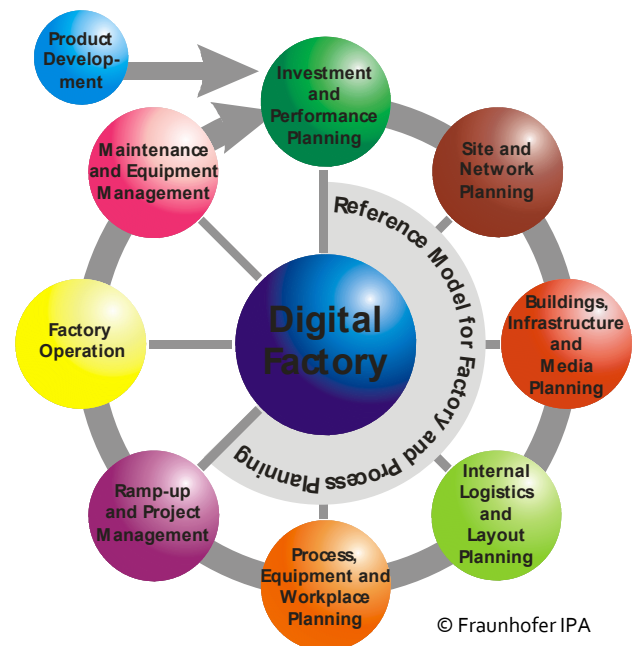 Product
Develop-
ment
Investment
and
Performance
Planning
Maintenance
and Equipment
Management
Site and
Network
Planning
Reference Model for Factory and Process Planning
Digital
Factory
Factory
Operation
Buildings,
Infrastructure
and
Media
Planning
Ramp-up
and Project
Management
Internal
Logistics
and
Layout
Planning
Process,
Equipment and
Workplace
Planning
© Fraunhofer IPA